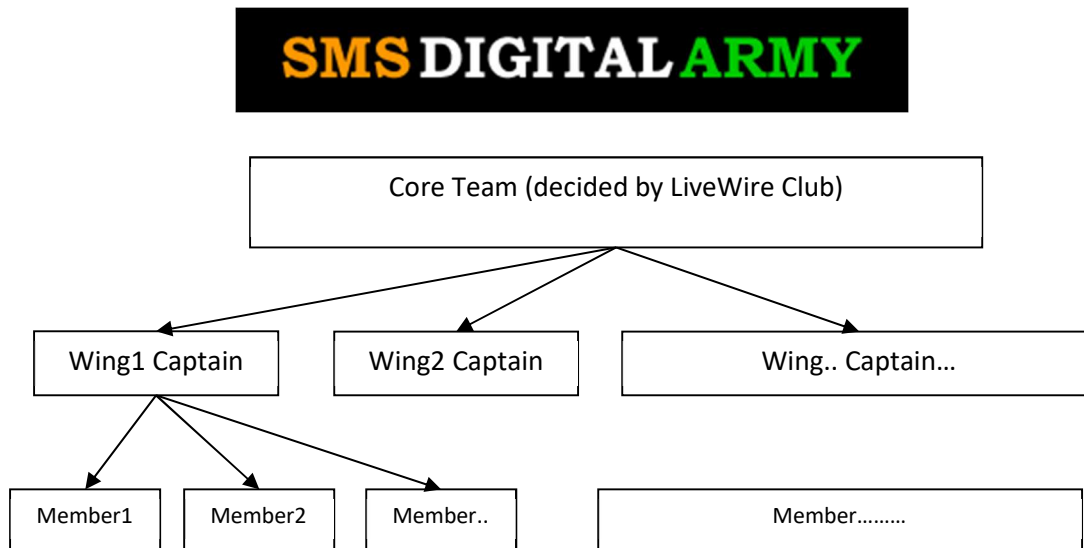 SMS DIGITAL ARMY
Core Team (decided by LiveWire Club)
Wing1 Captain
Wing2 Captain
Wing.. Captain…
Member1
Member2
Member..
Member………